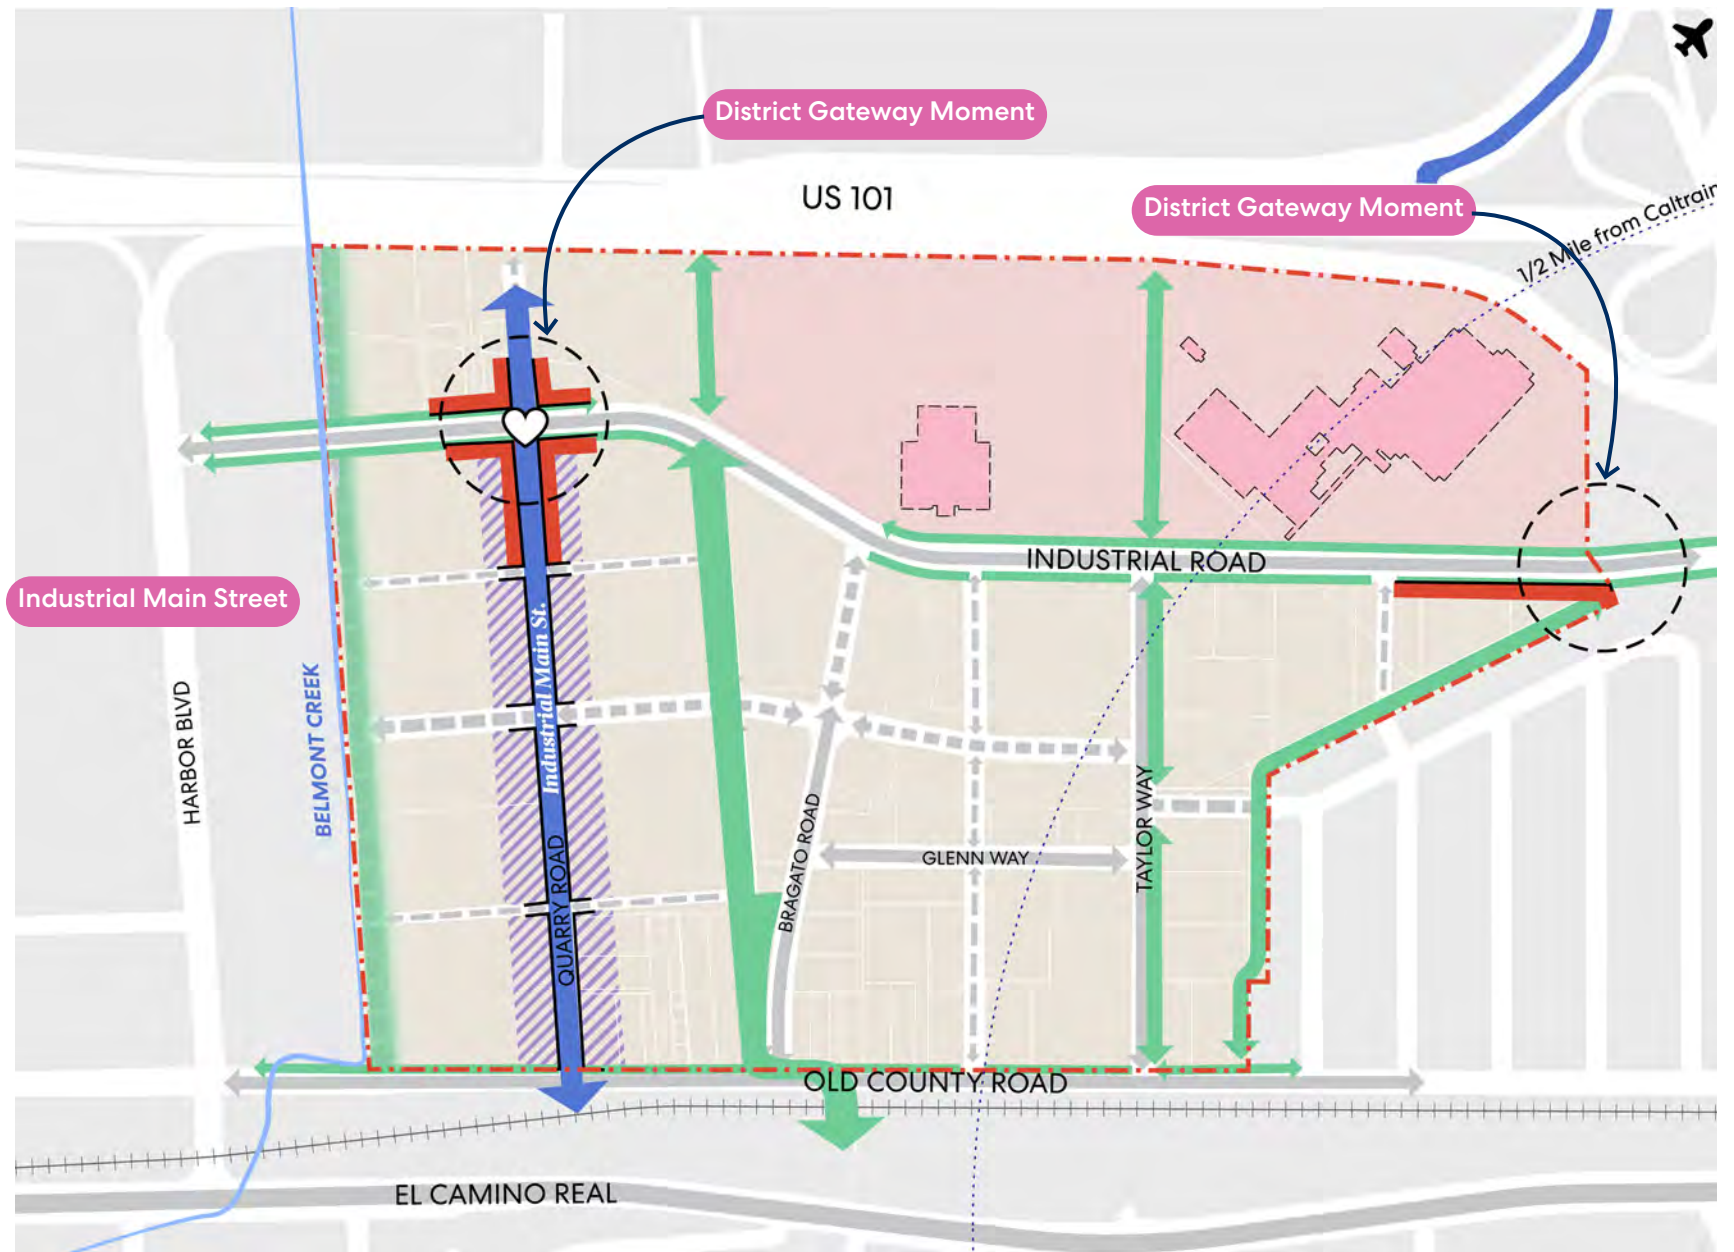 District Gateway Moment
US 101
District Gateway Moment
1/2 Mile from Caltrain
INDUSTRIAL ROAD
Industrial Main Street
Industrial Main St.
BELMONT CREEK
HARBOR BLVD
QUARRY ROAD
BRAGATO ROAD
GLENN WAY
TAYLOR WAY
OLD COUNTY ROAD
EL CAMINO REAL